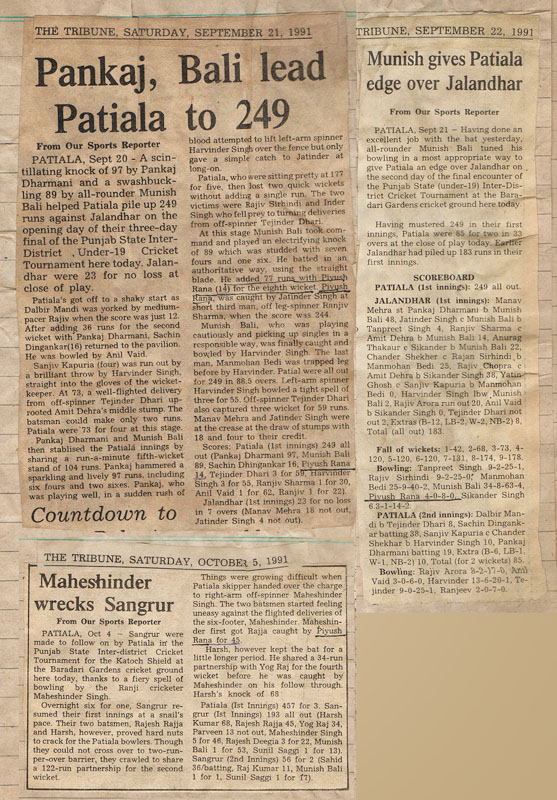 THE TRIBUNE, SATURDAY, SEPTEMBER 21, 1991
Pankaj, Bali lead
Patiala to 249
From Our Sports Reporter
PATIALA, Sept 20 - A scin-
tillating knock of 97 by Pankaj
Dharmani and a swashbuck-
ling 89 by all-rounder Munish
Bali helped Patiala pile up 249
runs against Jalandhar on the
opening day of their three-day
final of the Punjab State Inter-
District , Under-19 Cricket
Tournament here today. Jalan-
dhar were 23 for no loss at
close of play.
Patiala's got off to a shaky start as
Dalbir Mandi was yorked by medium-
pacer Rajiv when the score was just 12.
After adding 36 runs for the second
wicket with Pankaj Dharmani, Sachin
Dingankar(16) returned to the pavilion.
He was bowled by Anil Vaid.
Sanjiv Kapuria (four) was run out by
a brilliant throw by Harvinder Singh,
straight into the gloves of the wicket-
keeper. At 73, a well-flighted delivery
from off-spinner Tejinder Dhari up-
rooted Amit Dehra's middle stump. The
batsman could make only two runs.
Patiala were 73 for four at this stage.
Pankaj Dharmani and Munish Bali
then stablised the Patiala innings by
sharing a run-a-minute fifth-wicket
stand of 104 runs. Pankaj hammered a
sparkling and lively 97 runs, including
six fours and two sixes. Pankaj, who
was playing well, in a sudden rush of
Countdown to
blood attempted to lift left-arm spinner
Harvinder Singh over the fence but only
gave a simple catch to Jatinder at
long-on.
Patiala, who were sitting pretty at 177
for five, then lost two quick wickets
without adding a single run. The two
victims were Rajiv Sirhindi and Inder
Singh who fell prey to turning deliveries
from off-spinner Tejinder Dhari.
At this stage Munish Bali took com-
mand and played an electrifying knock
of 89 which was studded with seven
fours and one six. He batted in an
authoritative way, using the straight
blade. He added 77 runs with Piyush
Rana (14) for the eighth wicket. Piyush
Rana, was caught by Jatinder Singh at
short third man, off leg-spinner Ranjiv
Sharma, when the score was 244.
Munish Bali, who was playing
cautiously and picking up singles in a
responsible way, was finally caught and
bowled by Harvinder Singh. The last
man, Manmohan Bedi was trapped leg
before by Harvinder. Patial were all out
for 249 in 88.5 overs. Left-arm spinner
Harvinder Singh bowled a tight spell of
three for 55. Off-spinner Tejinder Dhari
also captured three wicket for 59 runs.
Manav Mehra and Jatinder Singh were
at the crease at the draw of stumps with
18 and four to their credit.
Scores: Patiala (1st innings) 249 all
out (Pankaj Dharmani 97, Munish Bali
89, Sachin Dhingankar 16, Piyush Rana
14, Tejinder Dhari 3 for 59, Harvinder
Singh 3 for 55, Ranjiv Sharma 1 for 30,
Anil Vaid 1 for 62, Ranjiv 1 for 22).
Jalandhar (1st innings) 23 for no loss
in 7 overs (Manav Mehra 18 not out,
Jatinder Singh 4 not out).
TRIBUNE, SEPTEMBER 22, 1991
Munish gives Patiala
edge over Jalandhar
From Our Sports Reporter
PATIALA, Sept 21 – Having done an
excellent job with the bat yesterday,
all-rounder Munish Bali tuned his
bowling in a most appropriate way to
give Patiala an edge over Jalandhar on
the second day of the final encounter of
the Punjab State (under-19) Inter-Dis-
trict Cricket Tournament at the Bara-
dari Gardens cricket ground here today.
Having mustered 249 in their first
innings, Patiala were 85 for two in 33
overs at the close of play today. Earlier
Jalandhar had piled up 183 runs in their
first innings.
SCOREBOARD
PATIALA (1st innings): 249 all out.
JALANDHAR (1st innings): Manav
Mehra st Pankaj Dharmani b Munish
Bali 48, Jatinder Singh c Munish Bali b
Tanpreet Singh 4, Ranjiv Sharma c
Amit Dehra b Munish Bali 14, Anurag
Thakaur c Sikander b Munish Bali 22,
Chander Shekher c Rajan Sirhindi b
Manmohan Bedi 25, Rajiv Chopra c
Amit Dehra b Sikander Singh 38, Yatin
Ghosh c Sanjiv Kapuria b Manmohan
Bedi 0, Harvinder Singh lbw Munish
Bali 2, Rajiv Arora run out 20, Anil Vaid
b Sikander Singh 0, Tejinder Dhari not
out 2, Extras (B-12, LB-2, W-2, NB-2) 8,
Total (all out) 183.
Fall of wickets: 1-42, 2-68, 3-73, 4-
120, 5-120, 6-120, 7-131, 8-174, 9-178.
Bowling: Tanpreet Singh 9-2-25-1,
Rajiv Sirhindi 9-2-25-0, Manmohan
Bedi 25-9-40-2, Munish Bali 34-8-63-4,
Piyush Rana 4-0-8-0, Sikander Singh
6.3-1-14-2
PATIALA (2nd innings): Dalbir Man-
di b Tejinder Dhari 8, Sachin Dingank-
ar batting 38, Sanjiv Kapuria c Chander
Shekhar b Harvinder Singh 10, Pankaj
Dharmani batting 19, Extra (B-6, LB-1,
W-1, NB-2) 10, Total (for 2 wickets) 85.
Bowling: Rajiv Arora 8-2-17-0, Anil
Vaid 3-0-6-0, Harvinder 13-6-20-1, Te-
jinder 9-0-25-1, Ranjeev 2-0-7-0.
THE TRIBUNE, SATURDAY, OCTOBER 5, 1991
Maheshinder
wrecks Sangrur
From Our Sports Reporter
PATIALA, Oct 4 – Sangrur were
made to follow on by Patiala in the
Punjab State Inter-district Cricket
Tournament for the Katoch Shield at
the Baradari Gardens cricket ground
here today, thanks to a fiery spell of
bowling by the Ranji cricketer
Maheshinder Singh.
Overnight six for one, Sangrur re-
sumed their first innings at a snail's
pace. Their two batsmen, Rajesh Rajja
and Harsh, however, proved hard nuts
to crack for the Patiala bowlers. Though
they could not cross over to two-run-
per-over barrier, they crawled to share
a 122-run partnership for the second
wicket.
Things were growing difficult when
Patiala skipper handed over the charge
to right-arm off-spinner Maheshinder
Singh. The two batsmen started feeling
uneasy against the flighted deliveries of
the six-footer, Maheshinder. Maheshin-
der first got Rajja caught by Piyush
Rana for 45.
Harsh, however kept the bat for a
little longer period. He shared a 34-run
partnership with Yog Raj for the fourth
wicket before he was caught by
Maheshinder on his follow through.
Harsh's knock of 68
Patiala (Ist Innings) 457 for 3. San-
grur (Ist Innings) 193 all out (Harsh
Kumar 68, Rajesh Rajja 45, Yog Raj 34,
Parveen 13 not out, Maheshinder Singh
5 for 46, Rajesh Deegia 3 for 22, Munish
Bali 1 for 53, Sunil Saggi 1 for 13).
Sangrur (2nd Innings) 56 for 2 (Sahid
36/batting, Raj Kumar 11, Munish Bali
1 for 1, Sunil Saggi 1 for 17).